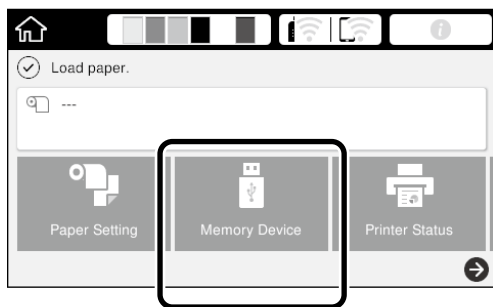 Load paper.
---
Paper Setting
Memory Device
Printer Status